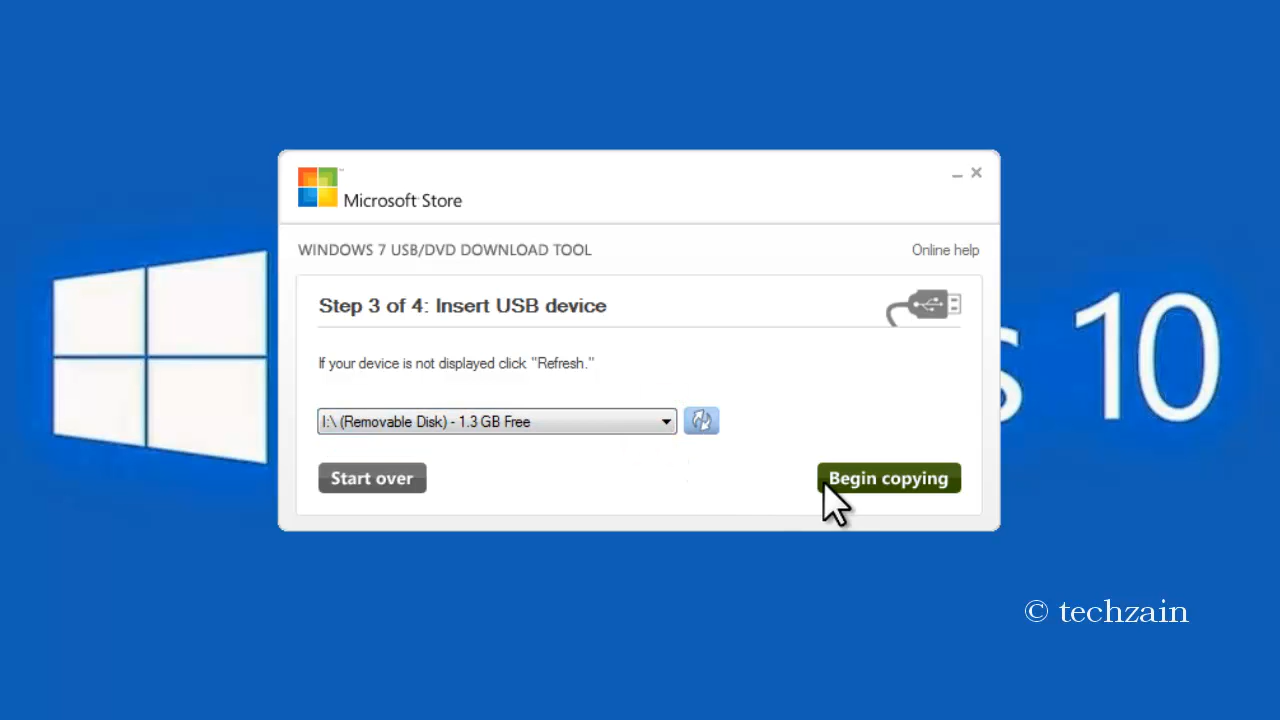 Microsoft Store
WINDOWS 7 USB/DVD DOWNLOAD TOOL
Online help
Step 3 of 4: Insert USB device
If your device is not displayed click "Refresh."
I:\ (Removable Disk) - 1.3 GB Free
Start over
Begin copying
s 10
© techzain